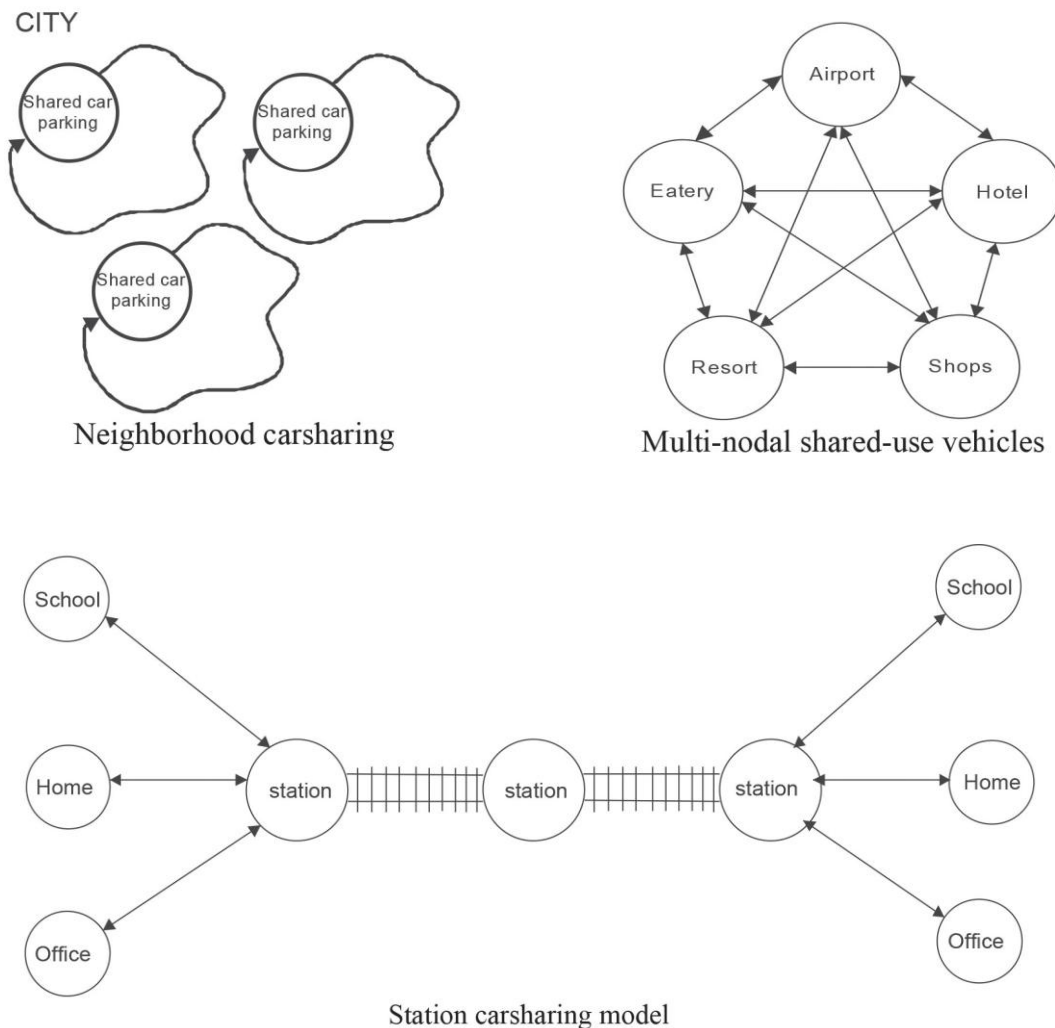 CITY
Shared car
parking
Shared car
parking
Shared car
parking
Neighborhood carsharing
Airport
Eatery
Hotel
Resort
Shops
Multi-nodal shared-use vehicles
School
School
Home
station
station
station
Home
Office
Office
Station carsharing model